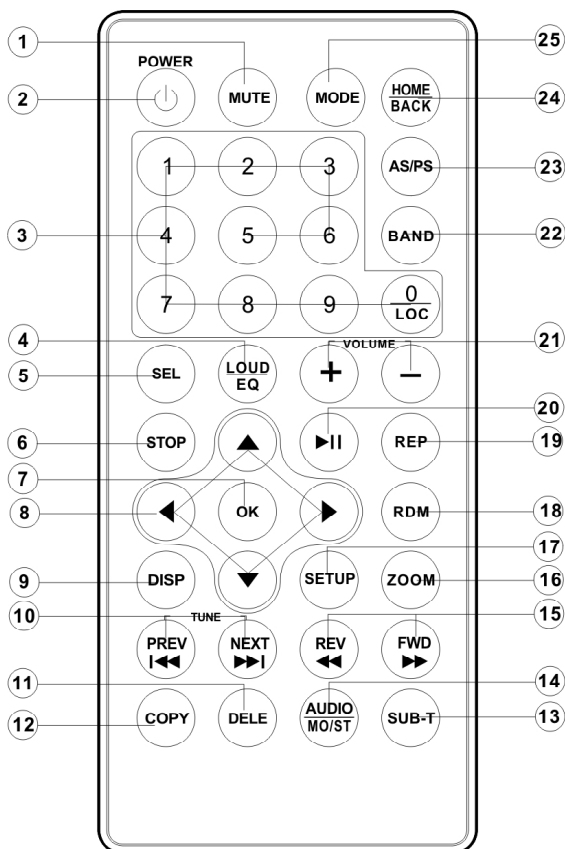 1
25
POWER
2
MUTE
MODE
HOME
BACK
24
1
2
3
AS/PS
23
3
4
5
6
BAND
22
7
8
9
0
LOC
4
VOLUME
21
5
SEL
LOUD
EQ
+
−
20
6
STOP
REP
19
7
8
OK
RDM
18
17
9
DISP
SETUP
ZOOM
16
10
TUNE
15
PREV
NEXT
REV
FWD
11
14
12
COPY
DELE
AUDIO
MO/ST
SUB-T
13